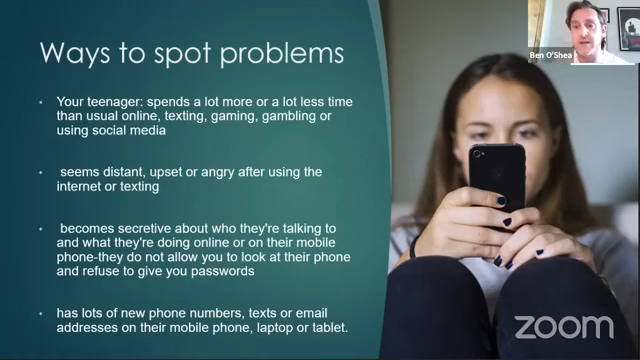 Ways to spot problems
Ben O'Shea
• Your teenager: spends a lot more or a lot less time
than usual online, texting, gaming, gambling or
using social media
• seems distant, upset or angry after using the
internet or texting
• becomes secretive about who they're talking to
and what they're doing online or on their mobile
phone-they do not allow you to look at their phone
and refuse to give you passwords
• has lots of new phone numbers, texts or email
addresses on their mobile phone, laptop or tablet.
zoom